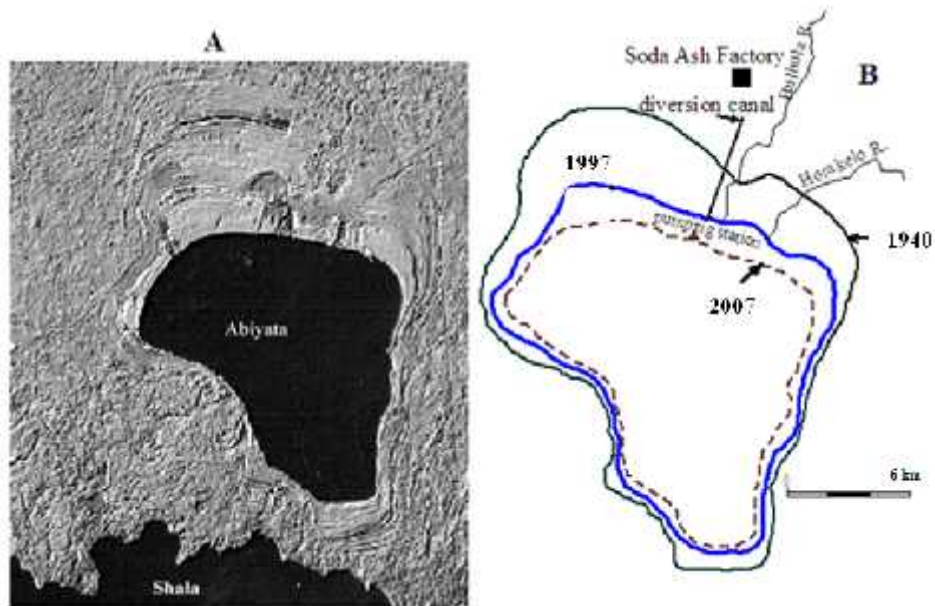 A
Abiyata
Shala
B
Soda Ash Factory
diversion canal
Bulbula R.
Horakelo R.
1997
pumping station
1940
2007
6 km